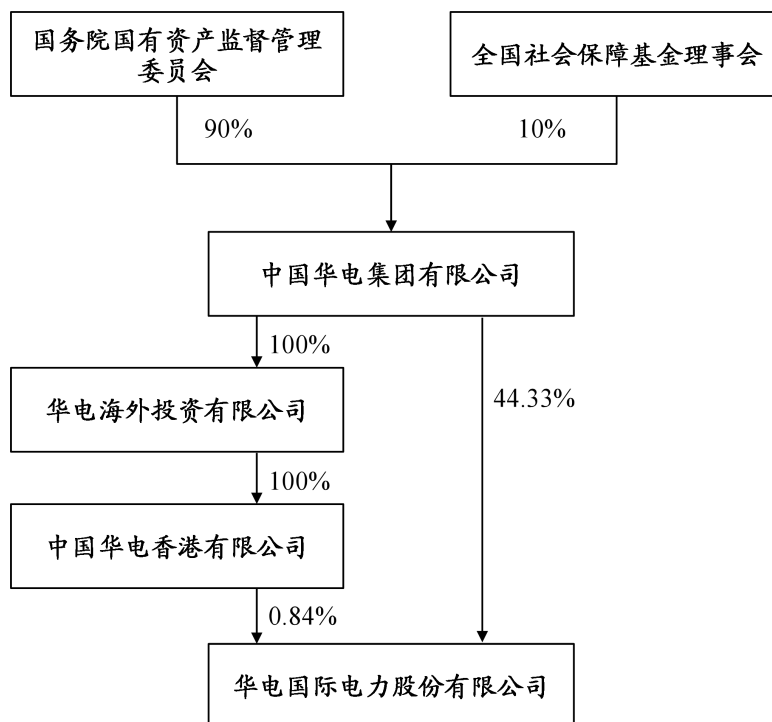 国务院国有资产监督管理
委员会
全国社会保障基金理事会
90%
10%
中国华电集团有限公司
100%
华电海外投资有限公司
44.33%
100%
中国华电香港有限公司
0.84%
华电国际电力股份有限公司